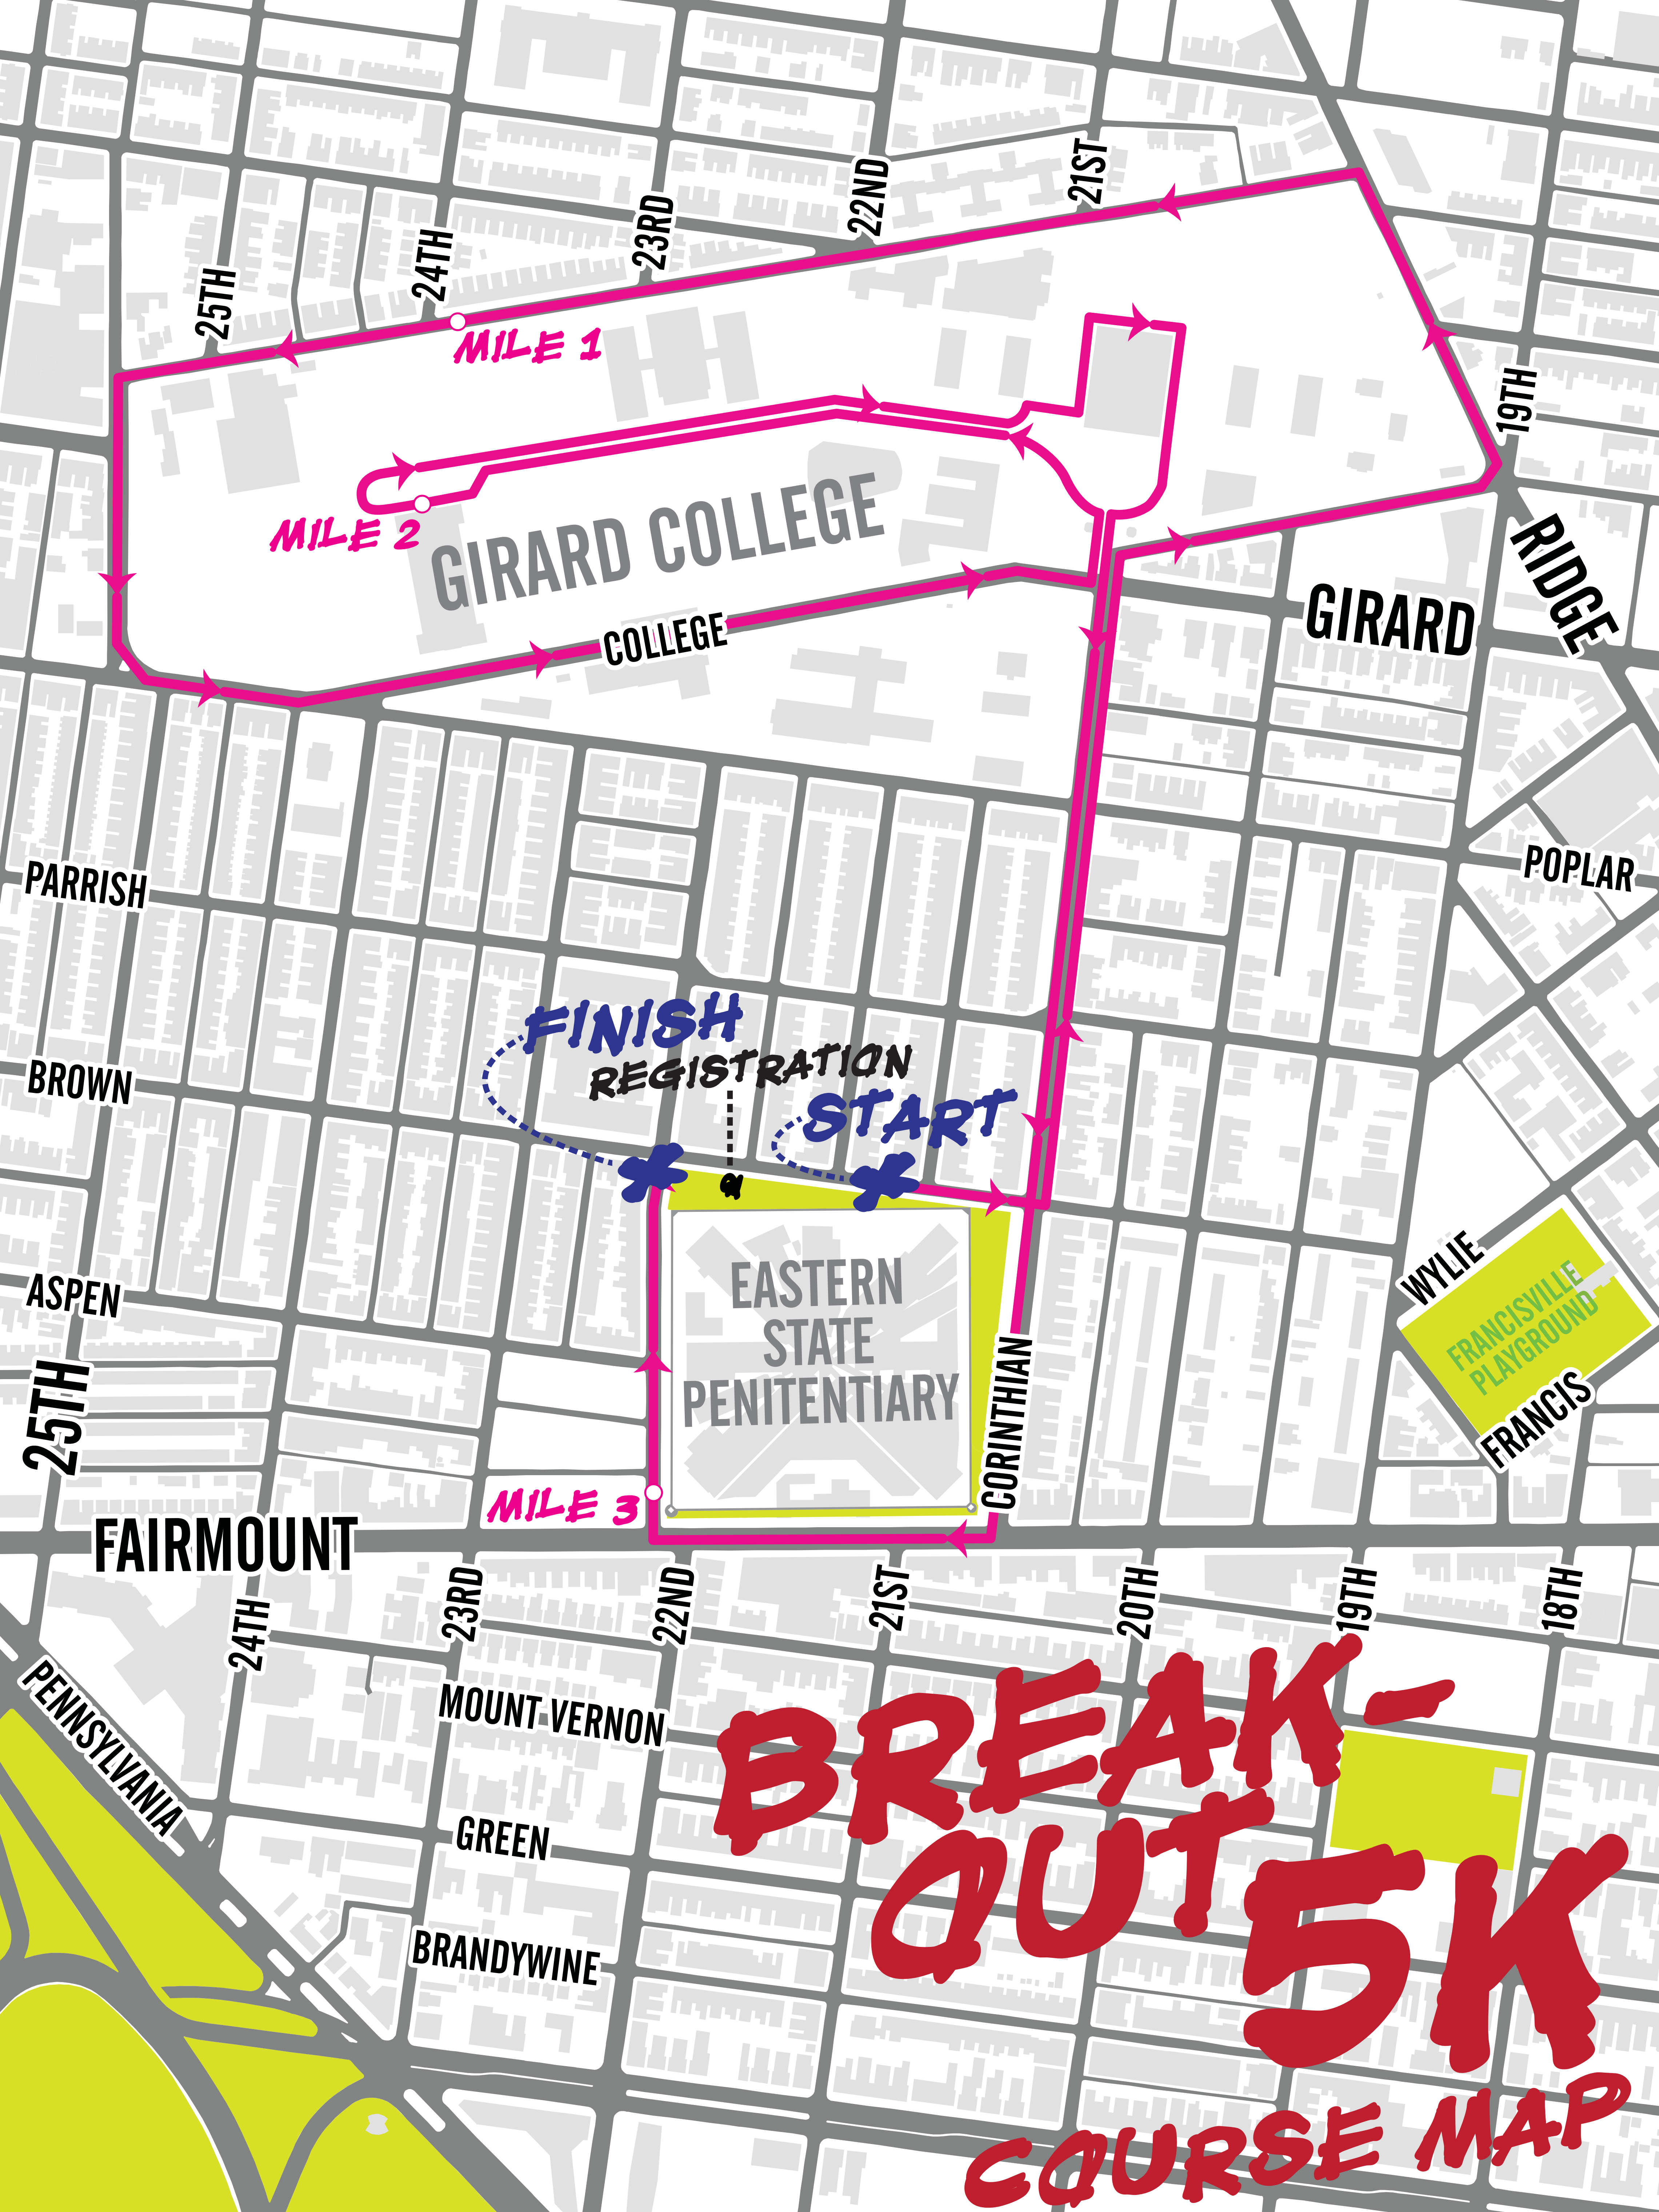 21ST
22ND
23RD
24TH
25TH
MILE 1
19TH
MILE 2
GIRARD COLLEGE
RIDGE
GIRARD
COLLEGE
POPLAR
PARRISH
FINISH
REGISTRATION
BROWN
START
WYLIE
ASPEN
EASTERN
STATE
PENITENTIARY
FRANCISVILLE
PLAYGROUND
25TH
CORINTHIAN
FRANCIS
MILE 3
FAIRMOUNT
24TH
23RD
22ND
21ST
20TH
19TH
18TH
PENNSYLVANIA
MOUNT VERNON
GREEN
BRANDYWINE
BREAK-
OUT
5K
COURSE MAP